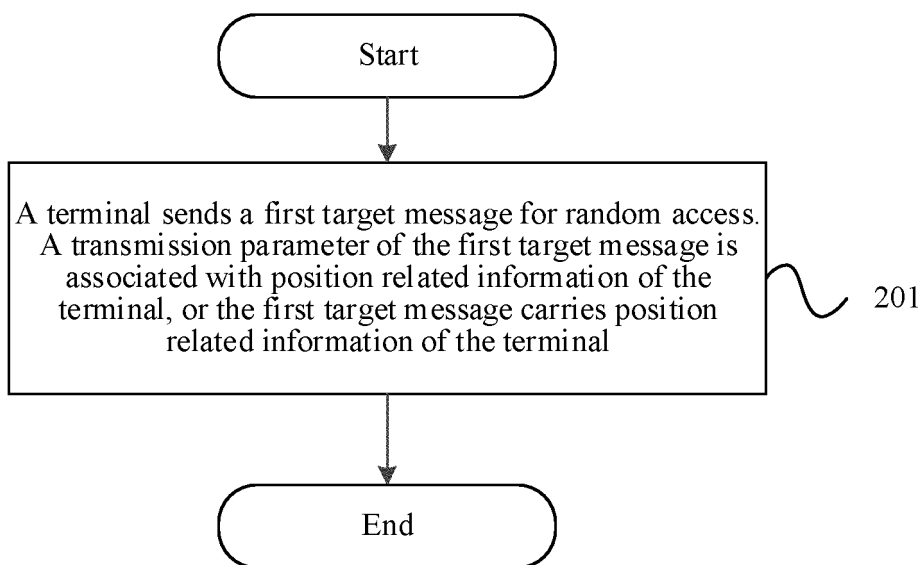 Start
A terminal sends a first target message for random access.
A transmission parameter of the first target message is
associated with position related information of the
terminal, or the first target message carries position
related information of the terminal
201
End